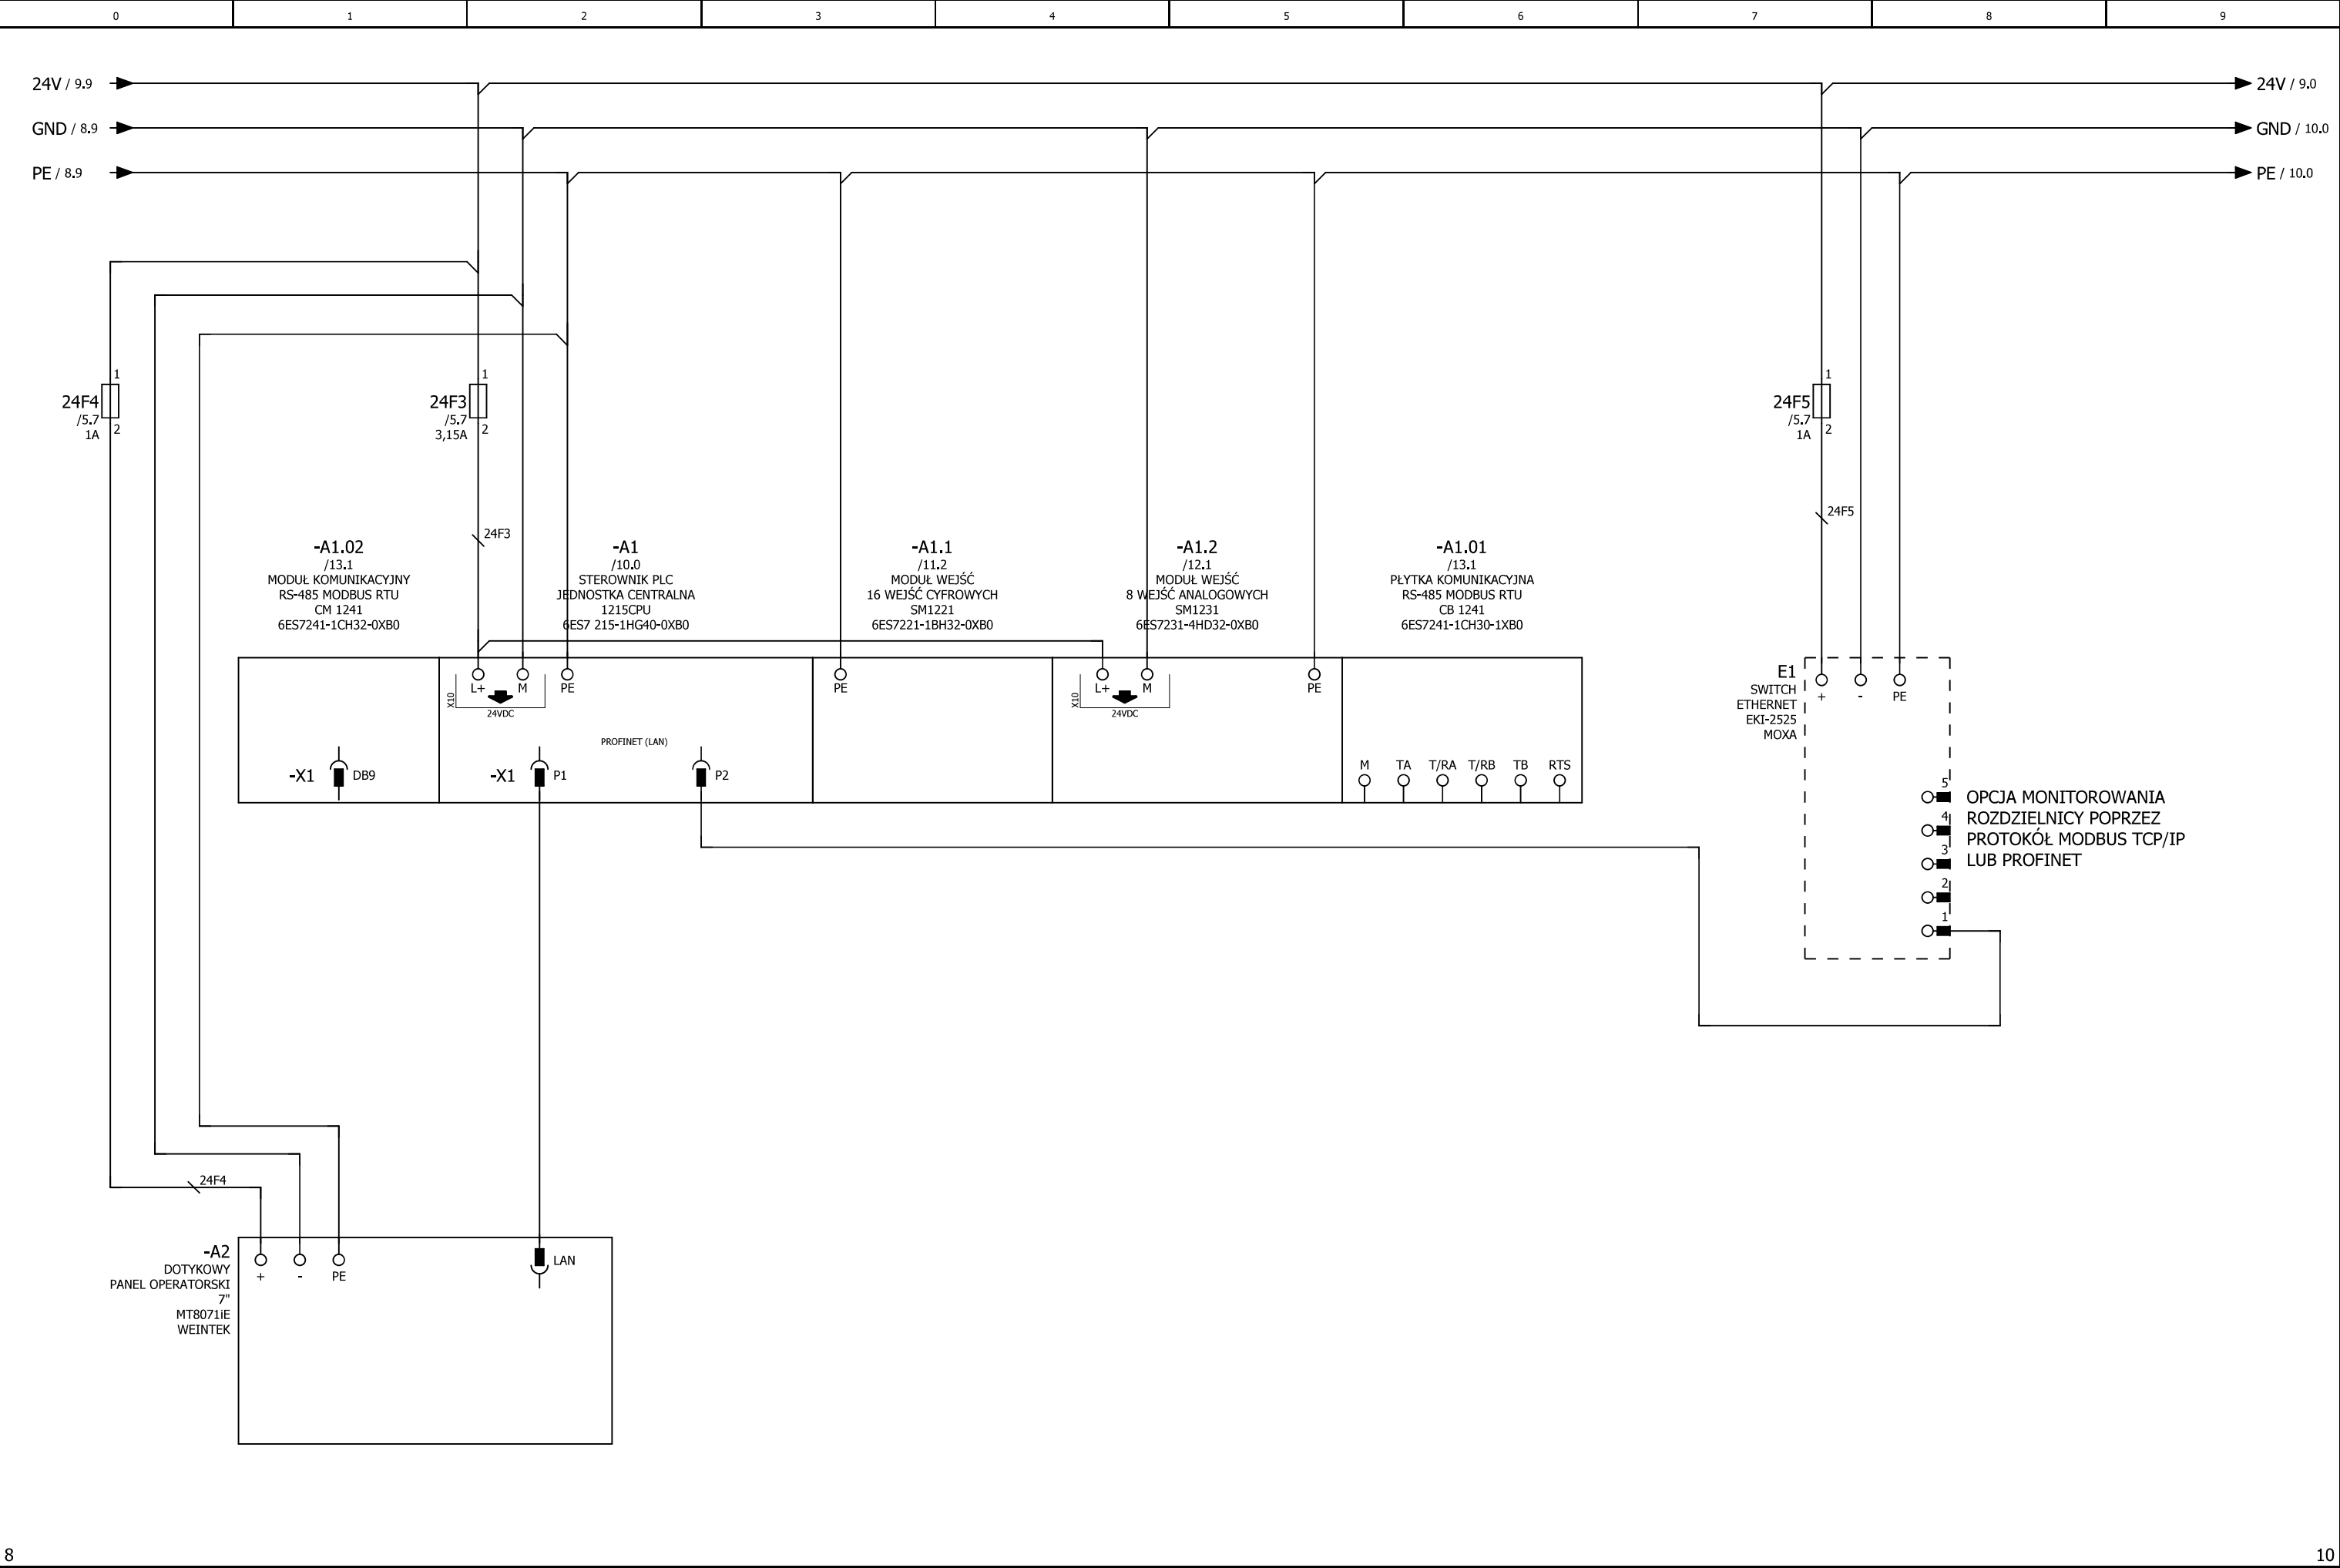 0 1 2 3 4 5 6 7 8 9
24V / 9.9
24V / 9.0
GND / 8.9
GND / 10.0
PE / 8.9
PE / 10.0
1
24F4
/5.7
1A
2
1
24F3
/5.7
3,15A
2
1
24F5
/5.7
1A
2
24F3
24F5
-A1.02
/13.1
MODUŁ KOMUNIKACYJNY
RS-485 MODBUS RTU
CM 1241
6ES7241-1CH32-0XB0
-A1
/10.0
STEROWNIK PLC
JEDNOSTKA CENTRALNA
1215CPU
6ES7 215-1HG40-0XB0
-A1.1
/11.2
MODUŁ WEJŚĆ
16 WEJŚĆ CYFROWYCH
SM1221
6ES7221-1BH32-0XB0
-A1.2
/12.1
MODUŁ WEJŚĆ
8 WEJŚĆ ANALOGOWYCH
SM1231
6ES7231-4HD32-0XB0
-A1.01
/13.1
PŁYTKA KOMUNIKACYJNA
RS-485 MODBUS RTU
CB 1241
6ES7241-1CH30-1XB0
X10
L+ M PE
24VDC
PE
X10
L+ M
24VDC
PE
PROFINET (LAN)
-X1 DB9
-X1 P1
P2
M TA T/RA T/RB TB RTS
E1
SWITCH
ETHERNET
EKI-2525
MOXA
+ - PE
5
4
3
2
1
OPCJA MONITOROWANIA
ROZDZIELNICY POPRZEZ
PROTOKÓŁ MODBUS TCP/IP
LUB PROFINET
24F4
-A2
DOTYKOWY
PANEL OPERATORSKI
7"
MT8071iE
WEINTEK
+ - PE
LAN
8
10